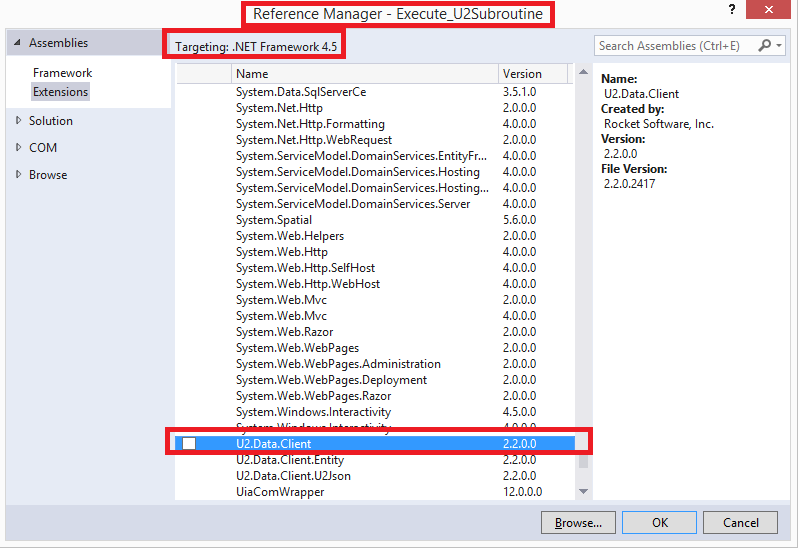 Reference Manager - Execute_U2Subroutine
? ×
Assemblies
Framework
Extensions
Solution
COM
Browse
Targeting: .NET Framework 4.5
Search Assemblies (Ctrl+E)
Name Version
System.Data.SqlServerCe 3.5.1.0
System.Net.Http 2.0.0.0
System.Net.Http.Formatting 4.0.0.0
System.Net.Http.WebRequest 2.0.0.0
System.ServiceModel.DomainServices.EntityFr... 4.0.0.0
System.ServiceModel.DomainServices.Hosting 4.0.0.0
System.ServiceModel.DomainServices.Hosting... 4.0.0.0
System.ServiceModel.DomainServices.Server 4.0.0.0
System.Spatial 5.6.0.0
System.Web.Helpers 2.0.0.0
System.Web.Http 4.0.0.0
System.Web.Http.SelfHost 4.0.0.0
System.Web.Http.WebHost 4.0.0.0
System.Web.Mvc 2.0.0.0
System.Web.Mvc 4.0.0.0
System.Web.Razor 2.0.0.0
System.Web.WebPages 2.0.0.0
System.Web.WebPages.Administration 2.0.0.0
System.Web.WebPages.Deployment 2.0.0.0
System.Web.WebPages.Razor 2.0.0.0
System.Windows.Interactivity 4.5.0.0
System.Windows.Interactivity 4.0.0.0
U2.Data.Client 2.2.0.0
U2.Data.Client.Entity 2.2.0.0
U2.Data.Client.U2Json 2.2.0.0
UiaComWrapper 12.0.0.0
Name:
U2.Data.Client
Created by:
Rocket Software, Inc.
Version:
2.2.0.0
File Version:
2.2.0.2417
Browse... OK Cancel